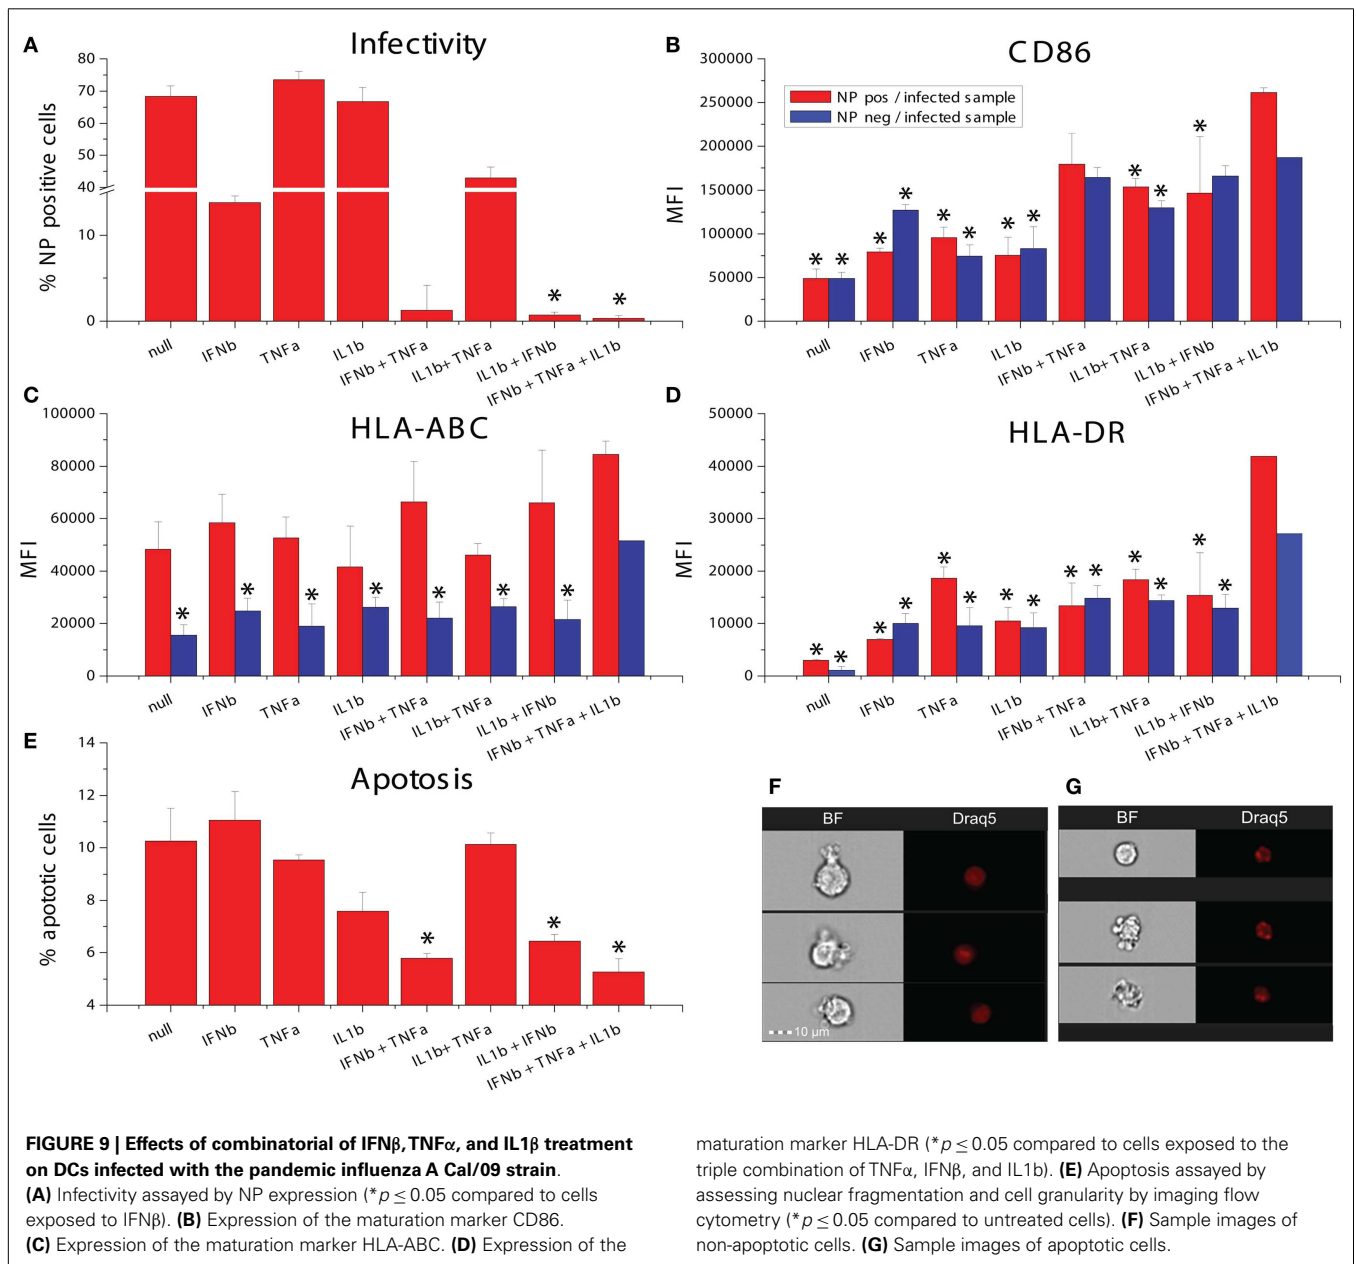 A
Infectivity
% NP positive cells
80
70
60
50
40
10
0
null
IFNb
TNFa
IL1b
IFNb + TNFa
IL1b+ TNFa
IL1b + IFNb
IFNb + TNFa + IL1b
* *
B
CD86
MFI
300000
250000
200000
150000
100000
50000
0
NP pos / infected sample
NP neg / infected sample
* * * * * * * * * * *
null
IFNb
TNFa
IL1b
IFNb + TNFa
IL1b+ TNFa
IL1b + IFNb
IFNb + TNFa + IL1b
C
HLA-ABC
MFI
100000
80000
60000
40000
20000
0
* * * * * * *
null
IFNb
TNFa
IL1b
IFNb + TNFa
IL1b+ TNFa
IL1b + IFNb
IFNb + TNFa + IL1b
D
HLA-DR
MFI
50000
40000
30000
20000
10000
0
* * * * * * * * * * * * * *
null
IFNb
TNFa
IL1b
IFNb + TNFa
IL1b+ TNFa
IL1b + IFNb
IFNb + TNFa + IL1b
E
Apotosis
% apoptotic cells
14
12
10
8
6
4
* * *
null
IFNb
TNFa
IL1b
IFNb + TNFa
IL1b+ TNFa
IL1b + IFNb
IFNb + TNFa + IL1b
F
BF Draq5
10 µm
G
BF Draq5
FIGURE 9 | Effects of combinatorial of IFNβ, TNFα, and IL1β treatment
on DCs infected with the pandemic influenza A Cal/09 strain.
(A) Infectivity assayed by NP expression (*p ≤ 0.05 compared to cells
exposed to IFNβ). (B) Expression of the maturation marker CD86.
(C) Expression of the maturation marker HLA-ABC. (D) Expression of the
maturation marker HLA-DR (*p ≤ 0.05 compared to cells exposed to the
triple combination of TNFα, IFNβ, and IL1b). (E) Apoptosis assayed by
assessing nuclear fragmentation and cell granularity by imaging flow
cytometry (*p ≤ 0.05 compared to untreated cells). (F) Sample images of
non-apoptotic cells. (G) Sample images of apoptotic cells.